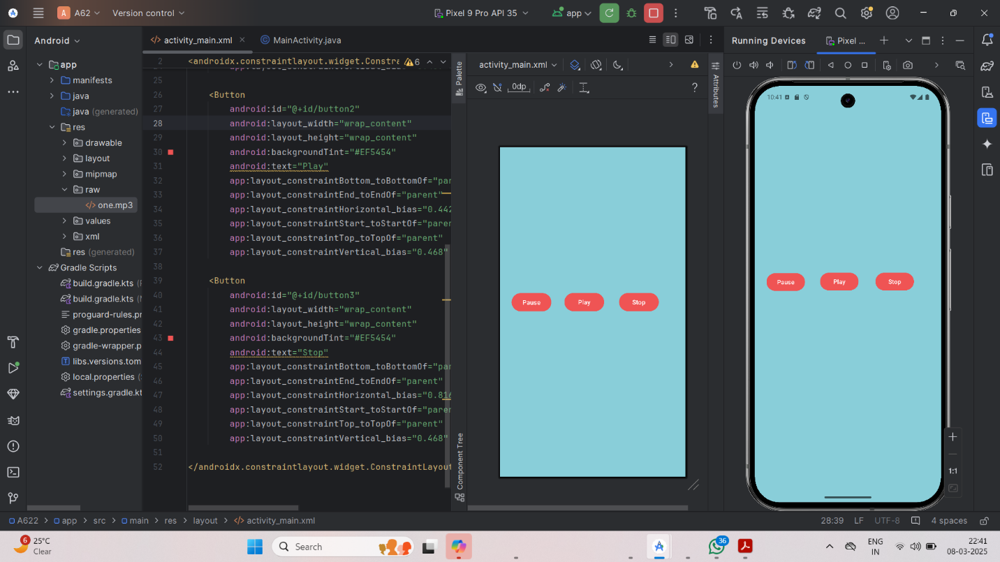 A A62 Version control Pixel 9 Pro API 35 app
Android
activity_main.xml
MainActivity.java
Running Devices
Pixel ...
app
manifests
java
java (generated)
res
drawable
layout
mipmap
raw
one.mp3
values
xml
res (generated)
Gradle Scripts
build.gradle.kts
build.gradle.kts
proguard-rules.pr
gradle.properties
gradle-wrapper.p
libs.versions.tom
local.properties
settings.gradle.kt
2 <androidx.constraintlayout.widget.Constra 6
25
26 <Button
27 android:id="@+id/button2"
28 android:layout_width="wrap_content"
29 android:layout_height="wrap_content"
30 android:backgroundTint="#EF5454"
31 android:text="Play"
32 app:layout_constraintBottom_toBottomOf="par
33 app:layout_constraintEnd_toEndOf="parent"
34 app:layout_constraintHorizontal_bias="0.442
35 app:layout_constraintStart_toStartOf="paren
36 app:layout_constraintTop_toTopOf="parent"
37 app:layout_constraintVertical_bias="0.468"
38
39 <Button
40 android:id="@+id/button3"
41 android:layout_width="wrap_content"
42 android:layout_height="wrap_content"
43 android:backgroundTint="#EF5454"
44 android:text="Stop"
45 app:layout_constraintBottom_toBottomOf="par
46 app:layout_constraintEnd_toEndOf="parent"
47 app:layout_constraintHorizontal_bias="0.816
48 app:layout_constraintStart_toStartOf="paren
49 app:layout_constraintTop_toTopOf="parent"
50 app:layout_constraintVertical_bias="0.468"
51
52 </androidx.constraintlayout.widget.ConstraintLayout
Palette
Component Tree
activity_main.xml
0dp
?
Attributes
Pause Play Stop
10:41
Pause Play Stop
1:1
A622 > app > src > main > res > layout > activity_main.xml
28:39 LF UTF-8 4 spaces
6
25°C
Clear
Search
36
ENG
IN
22:41
08-03-2025